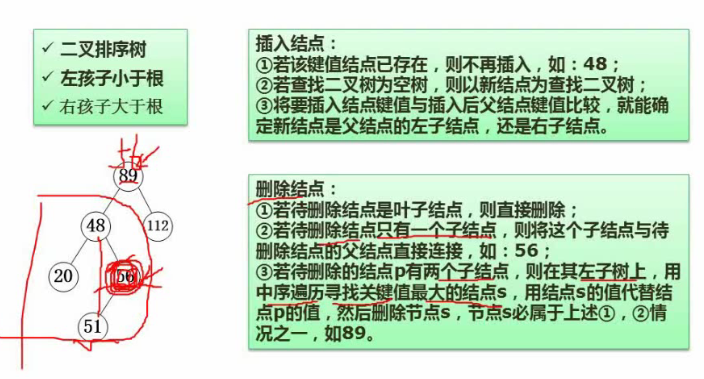 ✓ 二叉排序树
✓ 左孩子小于根
✓ 右孩子大于根
插入结点：
①若该键值结点已存在，则不再插入，如：48；
②若查找二叉树为空树，则以新结点为查找二叉树；
③将要插入结点键值与插入后父结点键值比较，就能确
定新结点是父结点的左子结点，还是右子结点。
89
48
112
20
56
51
删除结点：
①若待删除结点是叶子结点，则直接删除；
②若待删除结点只有一个子结点，则将这个子结点与待
删除结点的父结点直接连接，如：56；
③若待删除的结点p有两个子结点，则在其左子树上，用
中序遍历寻找关键值最大的结点s，用结点s的值代替结
点p的值，然后删除节点s，节点s必属于上述①，②情
况之一，如89。